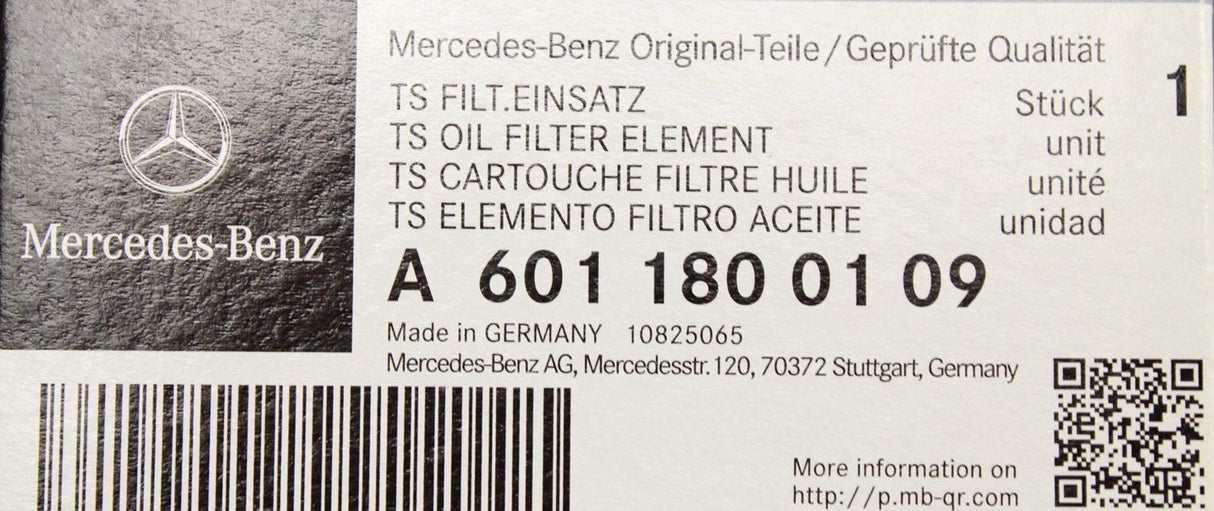 Mercedes-Benz
Mercedes-Benz Original-Teile/Geprüfte Qualität
TS FILT.EINSATZ Stück 1
TS OIL FILTER ELEMENT unit
TS CARTOUCHE FILTRE HUILE unité
TS ELEMENTO FILTRO ACEITE unidad
A 601 180 01 09
Made in GERMANY 10825065
Mercedes-Benz AG, Mercedesstr.120, 70372 Stuttgart, Germany
More information on
http://p.mb-qr.com